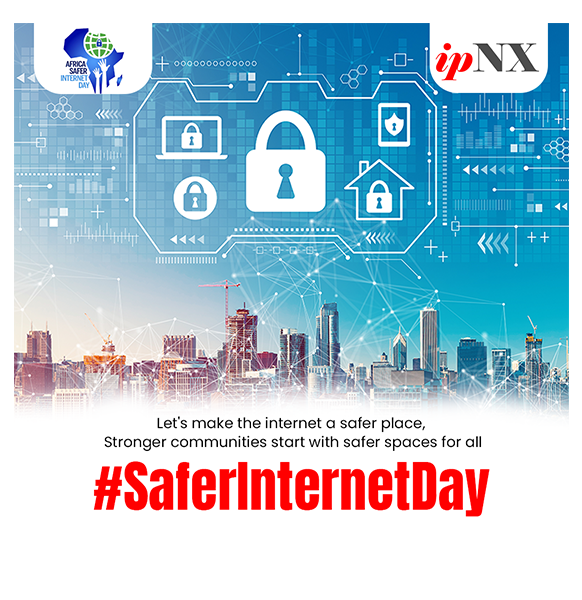 AFRICA
SAFER
INTERNET
DAY
ipNX
Let's make the internet a safer place,
Stronger communities start with safer spaces for all
#SaferInternetDay